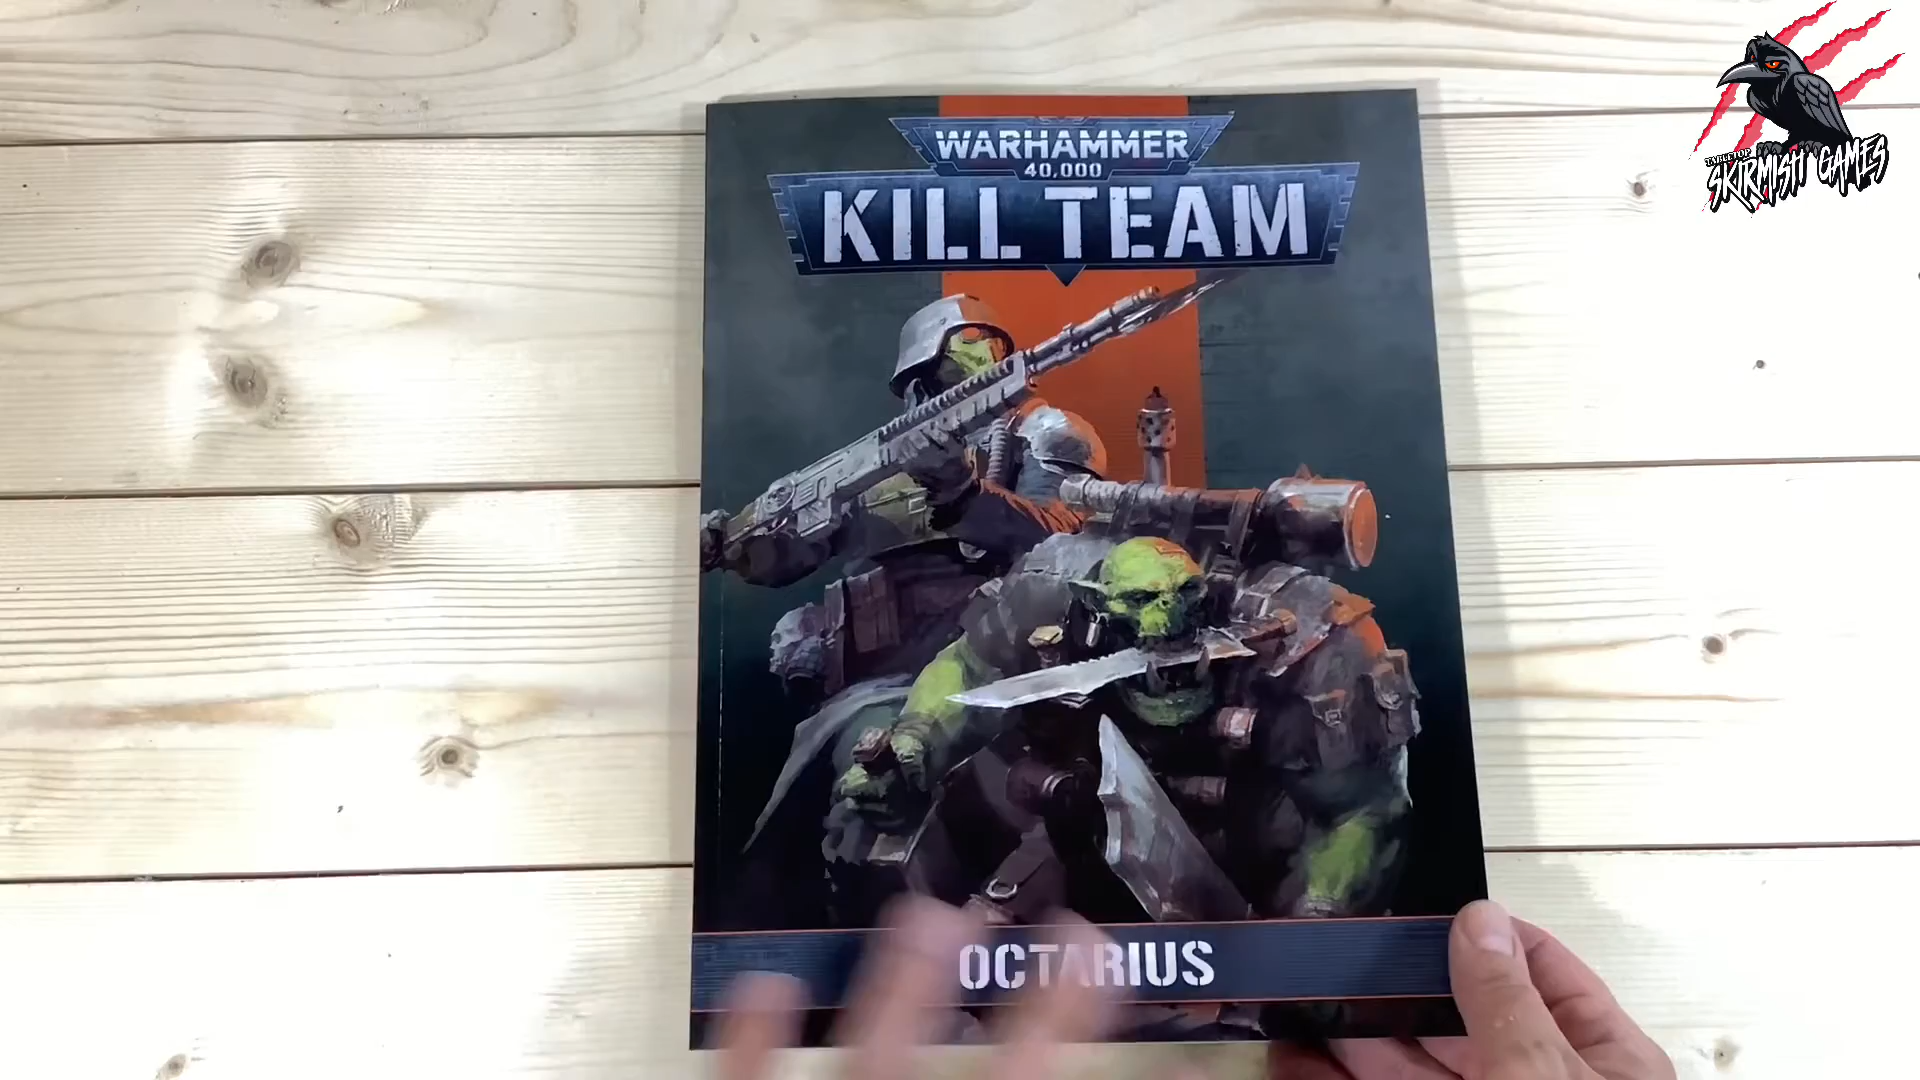 WARHAMMER
40,000
KILL TEAM
OCTARIUS
TABLETOP
SKIRMISH GAMES